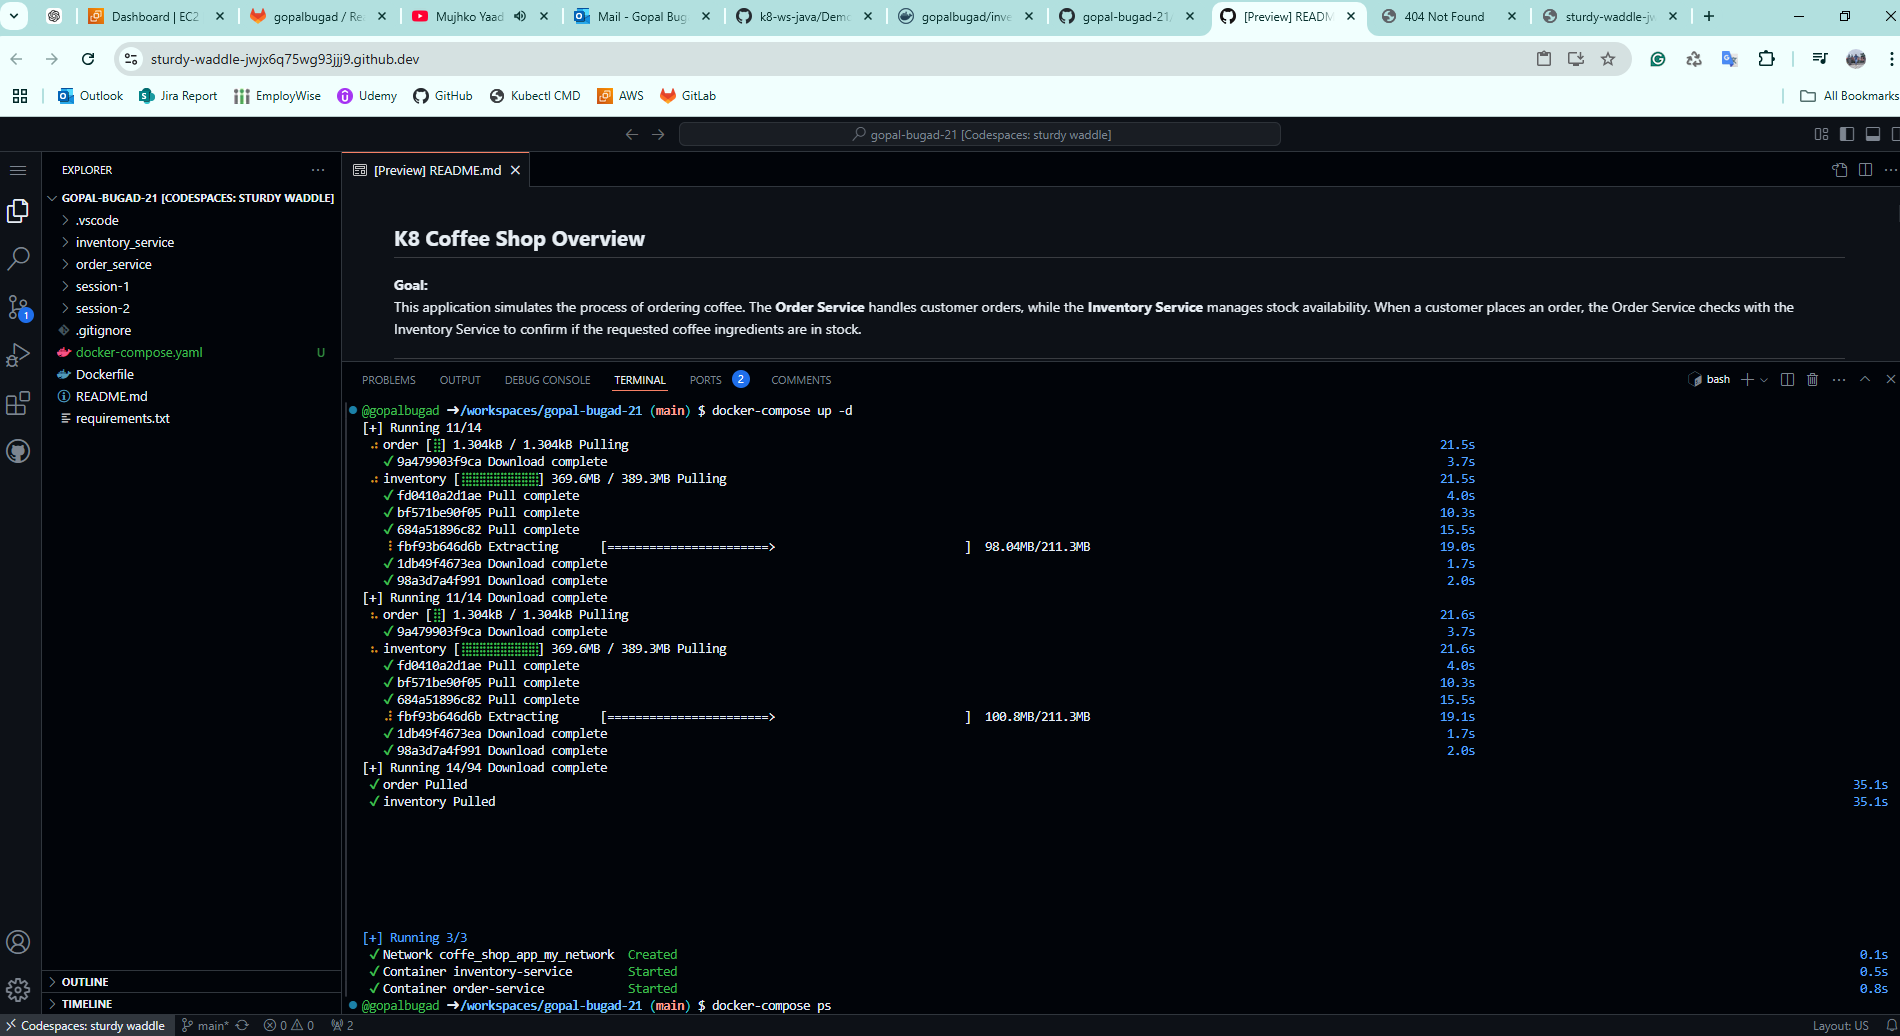 Dashboard | EC2
gopalbugad / Re
Mujhko Yaad
Mail - Gopal Bug
k8-ws-java/Demo
gopalbugad/inve
gopal-bugad-21/
[Preview] READM
404 Not Found
sturdy-waddle-jw
sturdy-waddle-jwjx6q75wg93jjj9.github.dev
Outlook
Jira Report
EmployWise
Udemy
GitHub
Kubectl CMD
AWS
GitLab
All Bookmarks
gopal-bugad-21 [Codespaces: sturdy waddle]
EXPLORER
GOPAL-BUGAD-21 [CODESPACES: STURDY WADDLE]
.vscode
inventory_service
order_service
session-1
session-2
.gitignore
docker-compose.yaml U
Dockerfile
README.md
requirements.txt
OUTLINE
TIMELINE
1
[Preview] README.md
K8 Coffee Shop Overview
Goal:
This application simulates the process of ordering coffee. The Order Service handles customer orders, while the Inventory Service manages stock availability. When a customer places an order, the Order Service checks with the
Inventory Service to confirm if the requested coffee ingredients are in stock.
PROBLEMS OUTPUT DEBUG CONSOLE TERMINAL PORTS 2 COMMENTS
bash
@gopalbugad ➜/workspaces/gopal-bugad-21 (main) $ docker-compose up -d
[+] Running 11/14
order [⣿] 1.304kB / 1.304kB Pulling 21.5s
✓ 9a479903f9ca Download complete 3.7s
inventory [⣿⣿⣿⣿⣿⣿⣿⣿⣿⣿⣿] 369.6MB / 389.3MB Pulling 21.5s
✓ fd0410a2d1ae Pull complete 4.0s
✓ bf571be90f05 Pull complete 10.3s
✓ 684a51896c82 Pull complete 15.5s
fbf93b646d6b Extracting [=======================> ] 98.04MB/211.3MB 19.0s
✓ 1db49f4673ea Download complete 1.7s
✓ 98a3d7a4f991 Download complete 2.0s
[+] Running 11/14 Download complete
order [⣿] 1.304kB / 1.304kB Pulling 21.6s
✓ 9a479903f9ca Download complete 3.7s
inventory [⣿⣿⣿⣿⣿⣿⣿⣿⣿⣿⣿] 369.6MB / 389.3MB Pulling 21.6s
✓ fd0410a2d1ae Pull complete 4.0s
✓ bf571be90f05 Pull complete 10.3s
✓ 684a51896c82 Pull complete 15.5s
fbf93b646d6b Extracting [=======================> ] 100.8MB/211.3MB 19.1s
✓ 1db49f4673ea Download complete 1.7s
✓ 98a3d7a4f991 Download complete 2.0s
[+] Running 14/94 Download complete
✓ order Pulled 35.1s
✓ inventory Pulled 35.1s
[+] Running 3/3
✓ Network coffe_shop_app_my_network Created 0.1s
✓ Container inventory-service Started 0.5s
✓ Container order-service Started 0.8s
@gopalbugad ➜/workspaces/gopal-bugad-21 (main) $ docker-compose ps
Codespaces: sturdy waddle main* 0 0 2 Layout: US